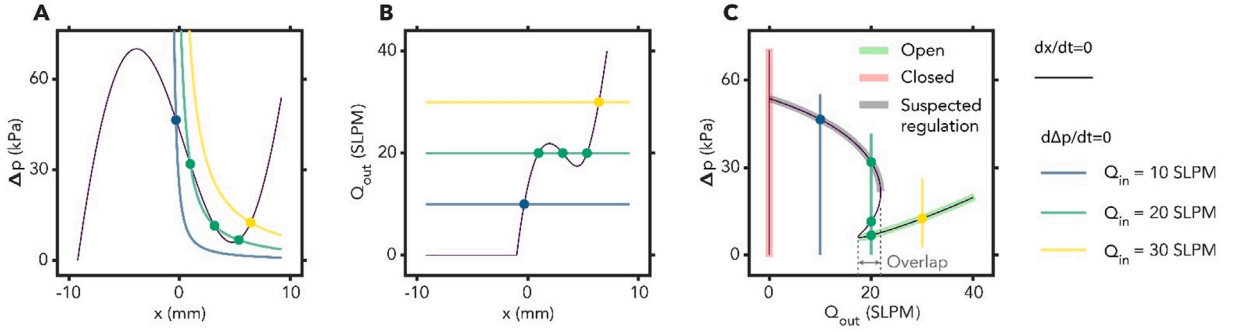 A
Δp (kPa)
60
30
0
-10
0
10
x (mm)
B
Q_out (SLPM)
40
20
0
-10
0
10
x (mm)
C
Δp (kPa)
60
30
0
0
20
40
Q_out (SLPM)
Open
Closed
Suspected
regulation
Overlap
dx/dt=0
dΔp/dt=0
Q_in = 10 SLPM
Q_in = 20 SLPM
Q_in = 30 SLPM